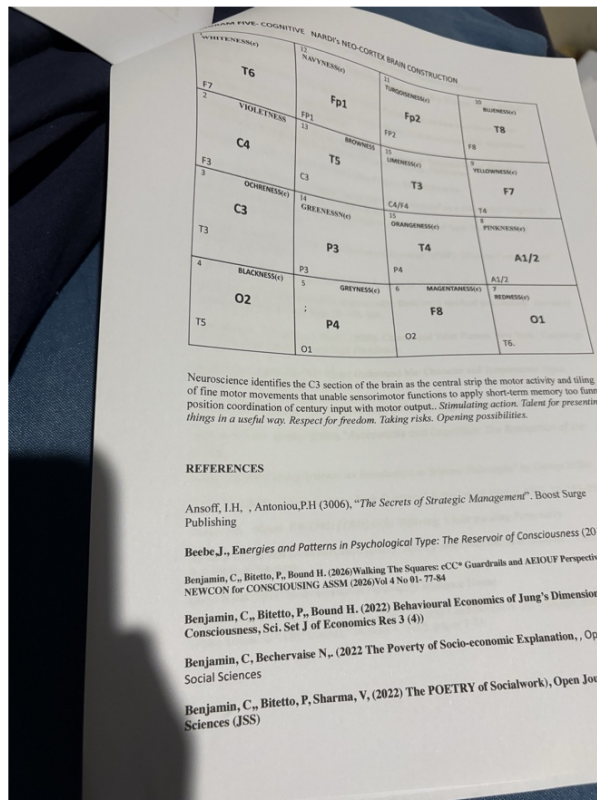 FIVE- COGNITIVE NARDI's NEO-CORTEX BRAIN CONSTRUCTION
WHITENESS(e)
T6
F7
12
NAVYNESS(e)
Fp1
FP1
11
Fp2
FP2
10
BLUENESS(e)
T8
F8
2
VIOLETNESS
C4
F3
13
BROWNESS
T5
C3
LIMENESS(e)
T3
C4/F4
9
YELLOWNESS(e)
F7
T4
3
OCHRENESS(e)
C3
T3
14
GREENESSN(e)
P3
P3
15
ORANGENESS(e)
T4
P4
8
PINKNESS(e)
A1/2
A1/2
4
BLACKNESS(e)
O2
T5
5
GREYNESS(e)
;
P4
O1
6
MAGENTANESS(e)
F8
O2
7
REDNESS(e)
O1
T6.
Neuroscience identifies the C3 section of the brain as the central strip the motor activity and tiling
of fine motor movements that unable sensorimotor functions to apply short-term memory too funn
position coordination of century input with motor output.. Stimulating action. Talent for presentin
things in a useful way. Respect for freedom. Taking risks. Opening possibilities.
REFERENCES
Ansoff, I.H, , Antoniou,P.H (3006), “The Secrets of Strategic Management”. Boost Surge
Publishing
Beebe,J., Energies and Patterns in Psychological Type: The Reservoir of Consciousness (20
Benjamin, C,, Bitetto, P,, Bound H. (2026)Walking The Squares: cCC* Guardrails and AEIOUF Perspectiv
NEWCON for CONSCIOUSING ASSM (2026)Vol 4 No 01- 77-84
Benjamin, C,, Bitetto, P,, Bound H. (2022) Behavioural Economics of Jung’s Dimension
Consciousness, Sci. Set J of Economics Res 3 (4))
Benjamin, C, Bechervaise N,. (2022 The Poverty of Socio-economic Explanation, , Op
Social Sciences
Benjamin, C,, Bitetto, P, Sharma, V, (2022) The POETRY of Socialwork), Open Jou
Sciences (JSS)